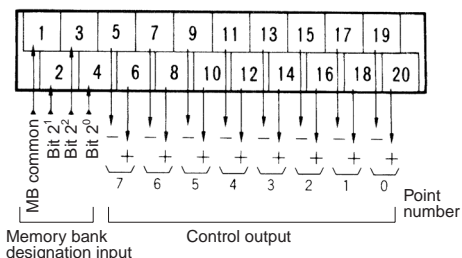 1 3 5 7 9 11 13 15 17 19
2 4 6 8 10 12 14 16 18 20
MB common
Bit 2¹
Bit 2²
Bit 2⁰
− + − + − + − + − + − + − + − +
7 6 5 4 3 2 1 0
Point
number
Memory bank
designation input
Control output